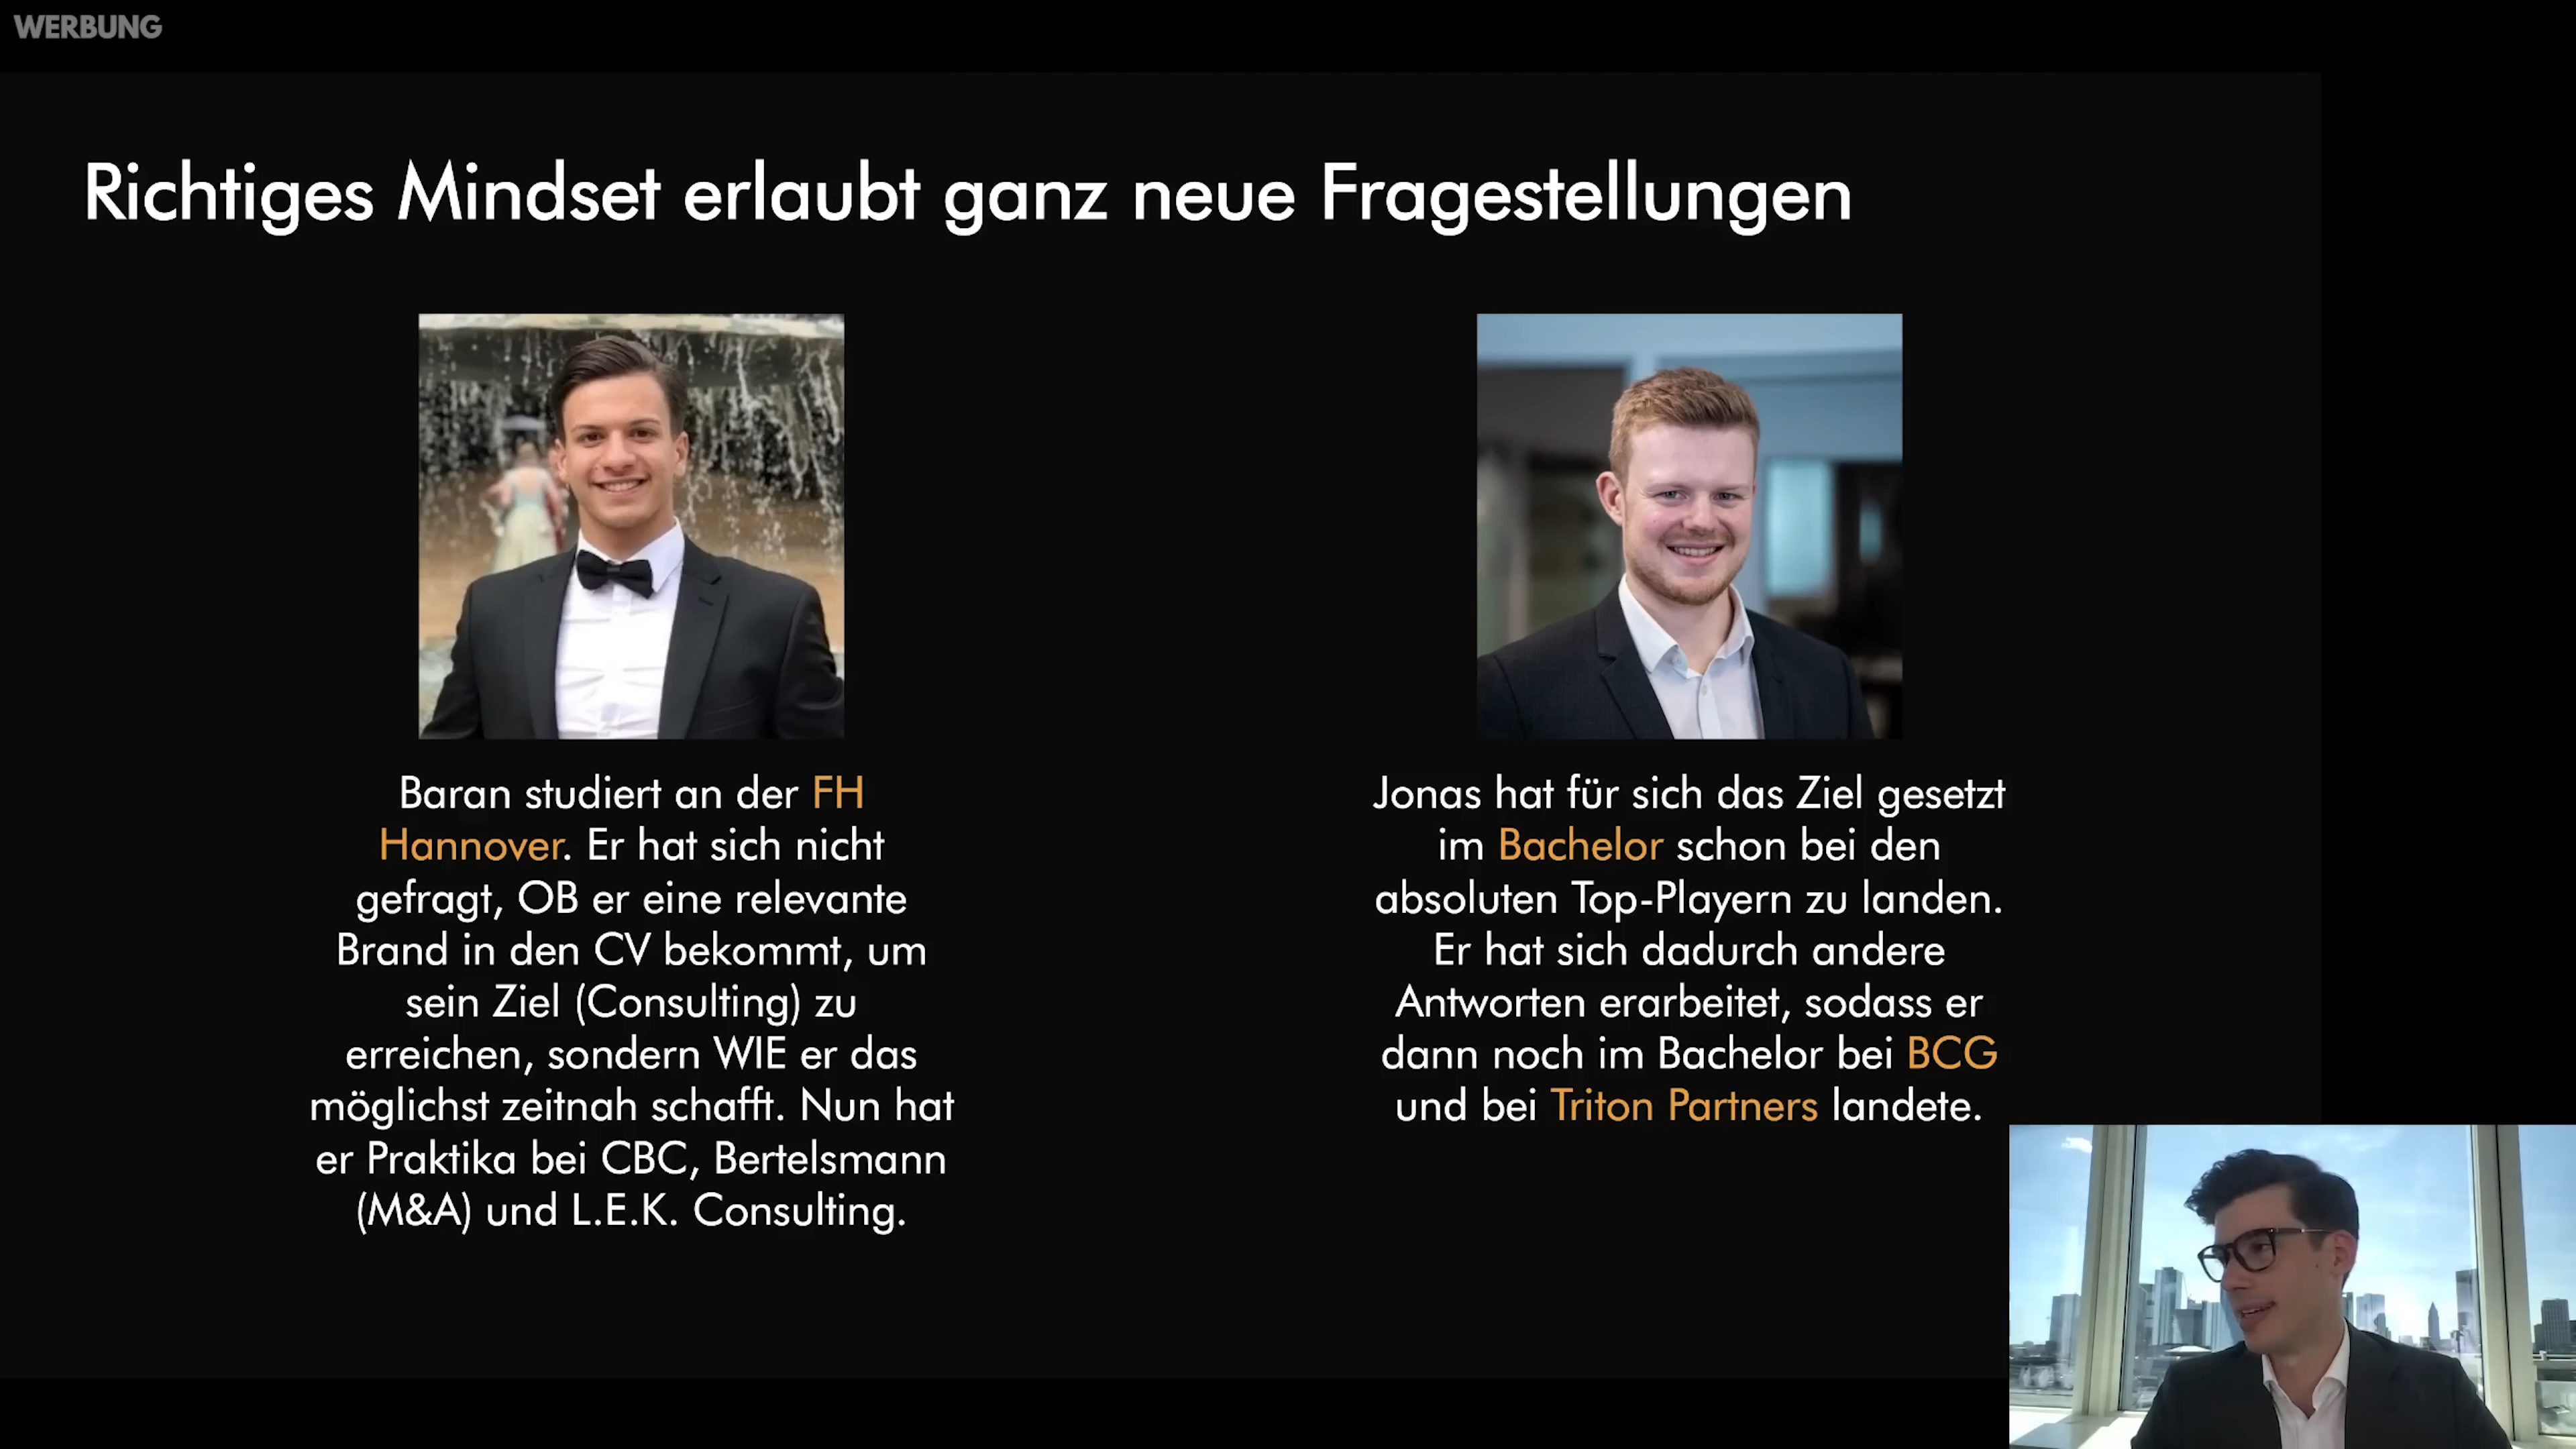 WERBUNG
Richtiges Mindset erlaubt ganz neue Fragestellungen
Baran studiert an der FH
Hannover. Er hat sich nicht
gefragt, OB er eine relevante
Brand in den CV bekommt, um
sein Ziel (Consulting) zu
erreichen, sondern WIE er das
möglichst zeitnah schafft. Nun hat
er Praktika bei CBC, Bertelsmann
(M&A) und L.E.K. Consulting.
Jonas hat für sich das Ziel gesetzt
im Bachelor schon bei den
absoluten Top-Playern zu landen.
Er hat sich dadurch andere
Antworten erarbeitet, sodass er
dann noch im Bachelor bei BCG
und bei Triton Partners landete.